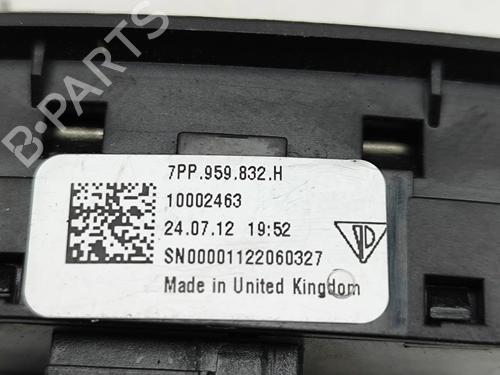 7PP.959.832.H
10002463
24.07.12 19:52
SN00001122060327
Made in United Kingdom
B-PARTS